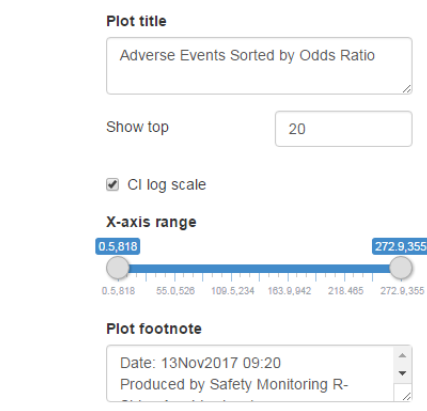 Plot title
Adverse Events Sorted by Odds Ratio
Show top
20
CI log scale
X-axis range
0.5,818
272.9,355
0.5,818 55.0,526 109.5,234 163.9,942 218.465 272.9,355
Plot footnote
Date: 13Nov2017 09:20
Produced by Safety Monitoring R-